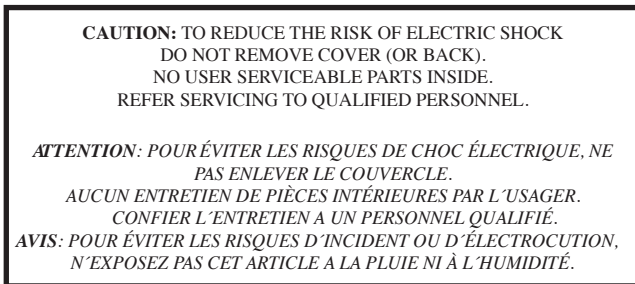 CAUTION: TO REDUCE THE RISK OF ELECTRIC SHOCK
DO NOT REMOVE COVER (OR BACK).
NO USER SERVICEABLE PARTS INSIDE.
REFER SERVICING TO QUALIFIED PERSONNEL.
ATTENTION: POUR ÉVITER LES RISQUES DE CHOC ÉLECTRIQUE, NE
PAS ENLEVER LE COUVERCLE.
AUCUN ENTRETIEN DE PIÈCES INTÉRIEURES PAR L´USAGER.
CONFIER L´ENTRETIEN A UN PERSONNEL QUALIFIÉ.
AVIS: POUR ÉVITER LES RISQUES D´INCIDENT OU D´ÉLECTROCUTION,
N´EXPOSEZ PAS CET ARTICLE A LA PLUIE NI À L´HUMIDITÉ.